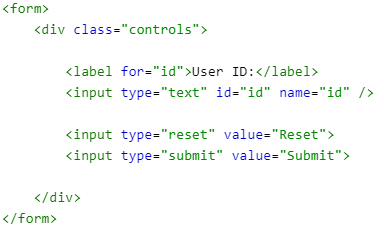 <form>
<div class="controls">
<label for="id">User ID:</label>
<input type="text" id="id" name="id" />
<input type="reset" value="Reset">
<input type="submit" value="Submit">
</div>
</form>